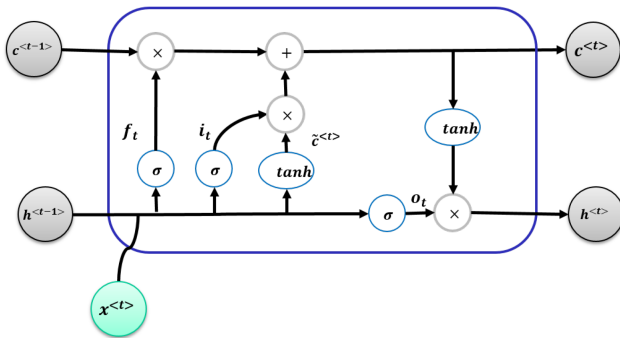 c<t−1>
×
+
c<t>
f_t
i_t
×
c̃<t>
tanh
σ
σ
tanh
h<t−1>
σ
o_t
×
h<t>
x<t>